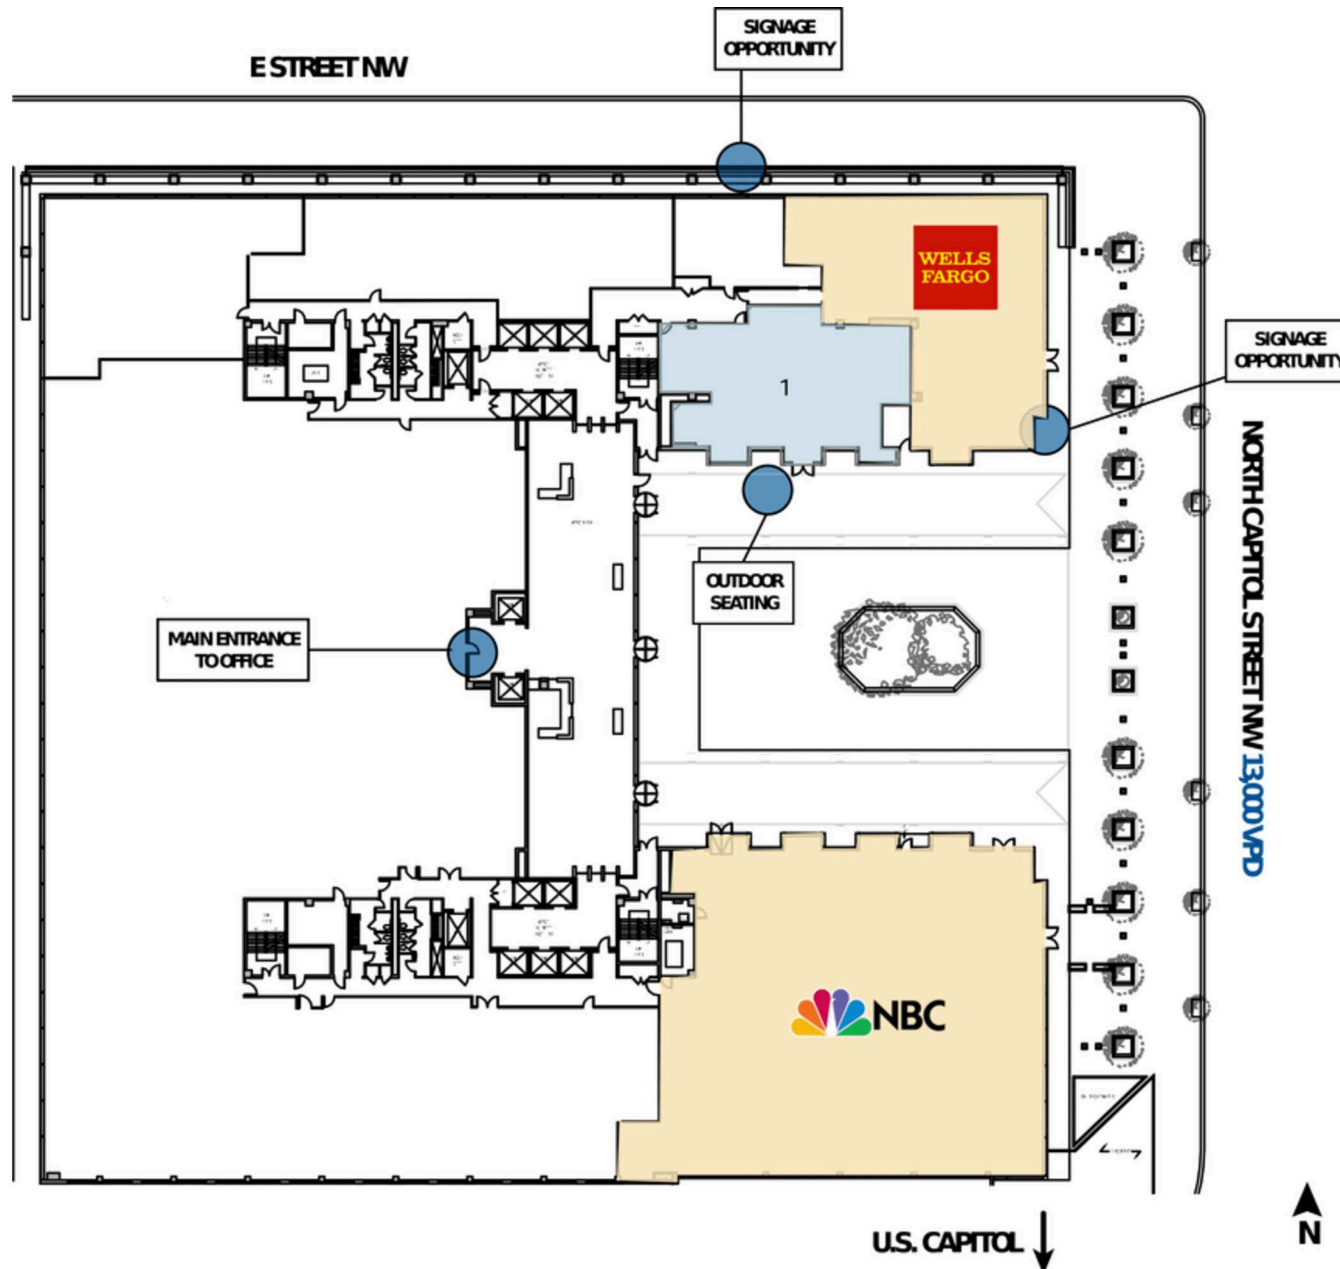 SIGNAGE
OPPORTUNITY
E STREET NW
WELLS
FARGO
SIGNAGE
OPPORTUNITY
1
NORTH CAPITOL STREET NW 13,000 VPD
OUTDOOR
SEATING
MAIN ENTRANCE
TO OFFICE
NBC
U.S. CAPITOL
N